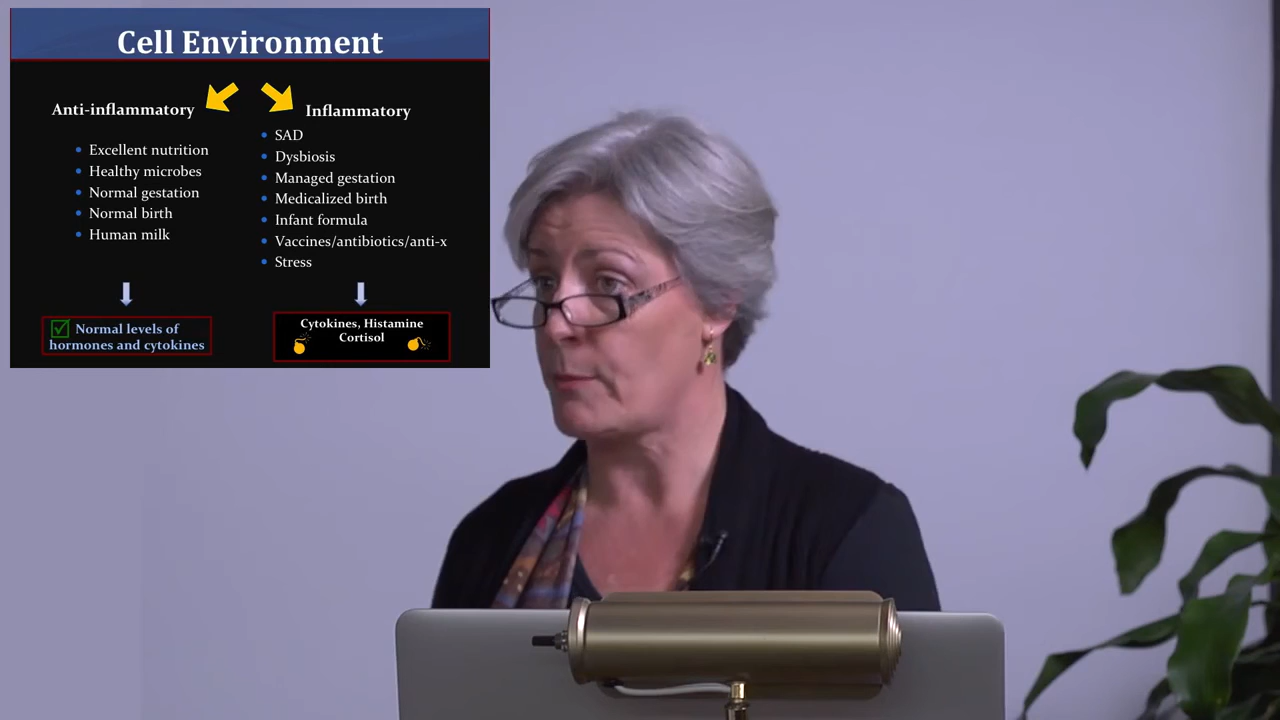 Cell Environment
Anti-inflammatory
Excellent nutrition
Healthy microbes
Normal gestation
Normal birth
Human milk
Normal levels of
hormones and cytokines
Inflammatory
SAD
Dysbiosis
Managed gestation
Medicalized birth
Infant formula
Vaccines/antibiotics/anti-x
Stress
Cytokines, Histamine
Cortisol